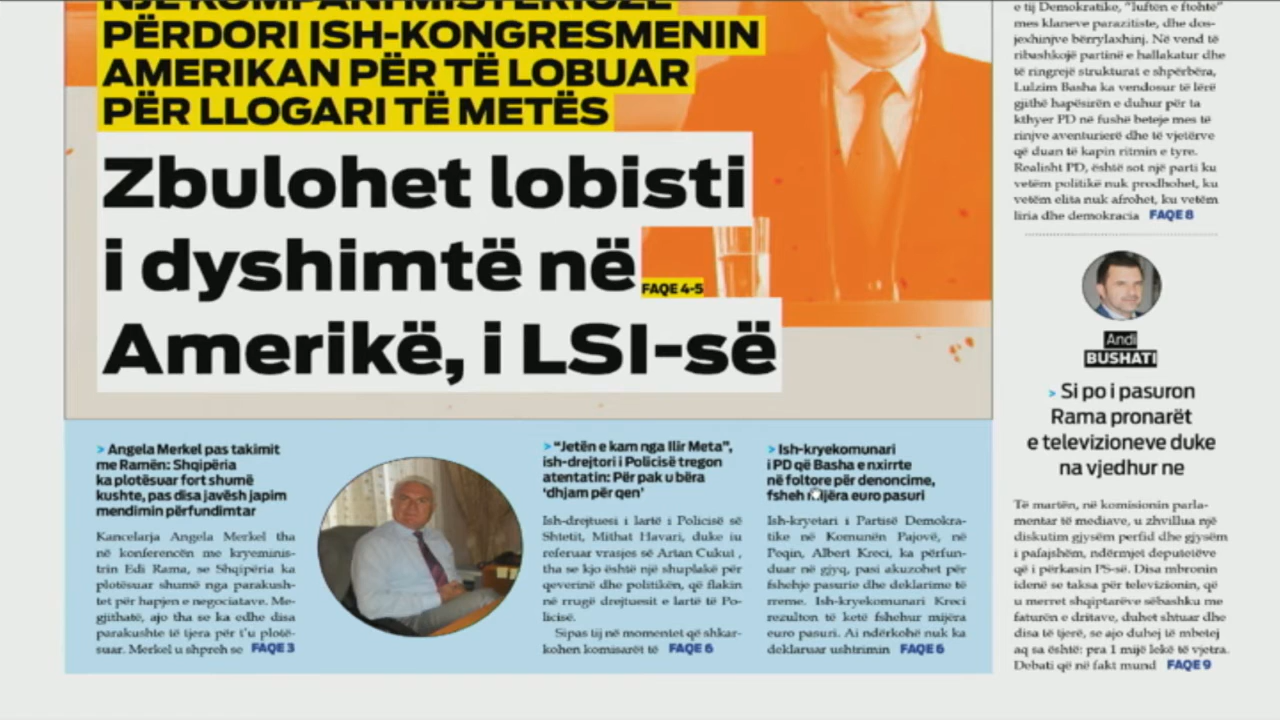 NJË KOMPANI MISTERIOZE
PËRDORI ISH-KONGRESMENIN
AMERIKAN PËR TË LOBUAR
PËR LLOGARI TË METËS
Zbulohet lobisti
i dyshimtë në
FAQE 4-5
Amerikë, i LSI-së
> Angela Merkel pas takimit
me Ramën: Shqipëria
ka plotësuar fort shumë
kushte, pas disa javësh japim
mendimin përfundimtar
Kancelarja Angela Merkel tha
në konferencën me kryeminis-
trin Edi Rama, se Shqipëria ka
plotësuar shumë nga parakush-
tet për hapjen e negociatave. Me-
gjithatë, ajo tha se ka edhe disa
parakushte të tjera për t'u plotë-
suar. Merkel u shpreh se FAQE 3
> "Jetën e kam nga Ilir Meta",
ish-drejtori i Policisë tregon
atentatin: Për pak u bëra
'dhjam për qen'
Ish-drejtuesi i lartë i Policisë së
Shtetit, Mithat Havari, duke iu
referuar vrasjes së Artan Cukut,
tha se kjo është një shuplakë për
qeverinë dhe politikën, që flakin
në rrugë drejtuesit e lartë të Po-
licisë.
Sipas tij në momentet që shkar-
kohen komisarët të FAQE 6
> Ish-kryekomunari
i PD që Basha e nxirrte
në foltore për denoncime,
fsheh mijëra euro pasuri
Ish-kryetari i Partisë Demokra-
tike në Komunën Pajovë, në
Peqin, Albert Kreci, ka përfun-
duar në gjyq, pasi akuzohet për
fshehje pasurie dhe deklarime të
rreme. Ish-kryekomunari Kreci
rezulton të ketë fshehur mijëra
euro pasuri. Ai ndërkohë nuk ka
deklaruar ushtrimin FAQE 6
e tij Demokratike, "luftën e ftohtë"
mes klaneve parazitiste, dhe dos-
jexhinjve bërrylaxhinj. Në vend të
ribashkojë partinë e hallakatur dhe
të ringrejë strukturat e shpërbëra,
Lulzim Basha ka vendosur të lërë
gjithë hapësirën e duhur për ta
kthyer PD në fushë beteje mes të
rinjve aventurierë dhe të vjetërve
që duan të kapin ritmin e tyre.
Realisht PD, është sot një parti ku
vetëm politikë nuk prodhohet, ku
vetëm elita nuk afrohet, ku vetëm
liria dhe demokracia FAQE 8
Andi
BUSHATI
> Si po i pasuron
Rama pronarët
e televizioneve duke
na vjedhur ne
Të martën, në komisionin parla-
mentar të mediave, u zhvillua një
diskutim gjysëm perfid dhe gjysëm
i pafajshëm, ndërmjet deputetëve
që i përkasin PS-së. Disa mbronin
idenë se taksa për televizionin, që
u merret shqiptarëve sëbashku me
faturën e dritave, duhet shtuar dhe
disa të tjerë, se ajo duhej të mbetej
aq sa është: pra 1 mijë lekë të vjetra.
Debati që në fakt mund FAQE 9